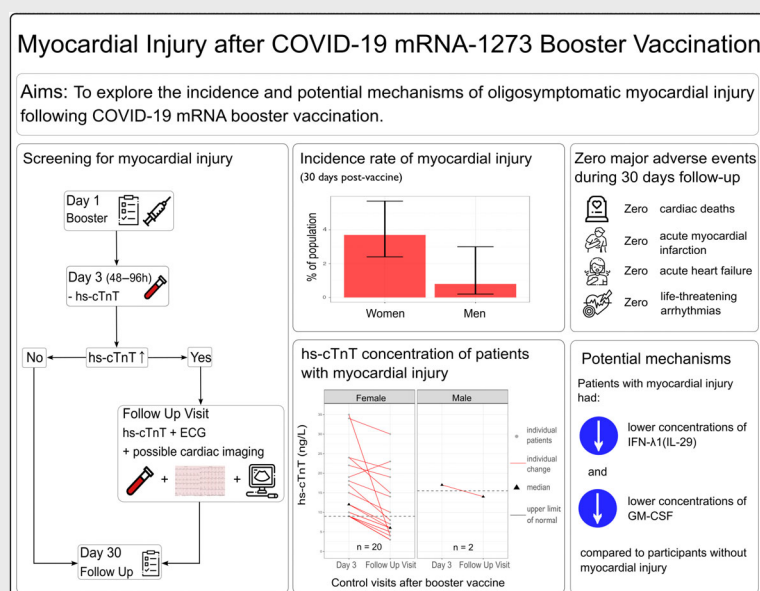 Myocardial Injury after COVID-19 mRNA-1273 Booster Vaccination
Aims: To explore the incidence and potential mechanisms of oligosymptomatic myocardial injury
following COVID-19 mRNA booster vaccination.
Screening for myocardial injury
Day 1
Booster
Day 3 (48–96h)
- hs-cTnT
No
hs-cTnT ↑
Yes
Follow Up Visit
hs-cTnT + ECG
+ possible cardiac imaging
+ +
Day 30
Follow Up
Incidence rate of myocardial injury
(30 days post-vaccine)
% of population
4
2
0
Women Men
hs-cTnT concentration of patients
with myocardial injury
Female Male
hs-cTnT (ng/L)
individual
patients
individual
change
median
upper limit
of normal
n = 20 n = 2
Day 3 Follow Up Visit Day 3 Follow Up Visit
Control visits after booster vaccine
Zero major adverse events
during 30 days follow-up
Zero cardiac deaths
Zero acute myocardial
infarction
Zero acute heart failure
Zero life-threatening
arrhythmias
Potential mechanisms
Patients with myocardial injury
had:
lower concentrations of
IFN-λ1(IL-29)
and
lower concentrations of
GM-CSF
compared to participants without
myocardial injury